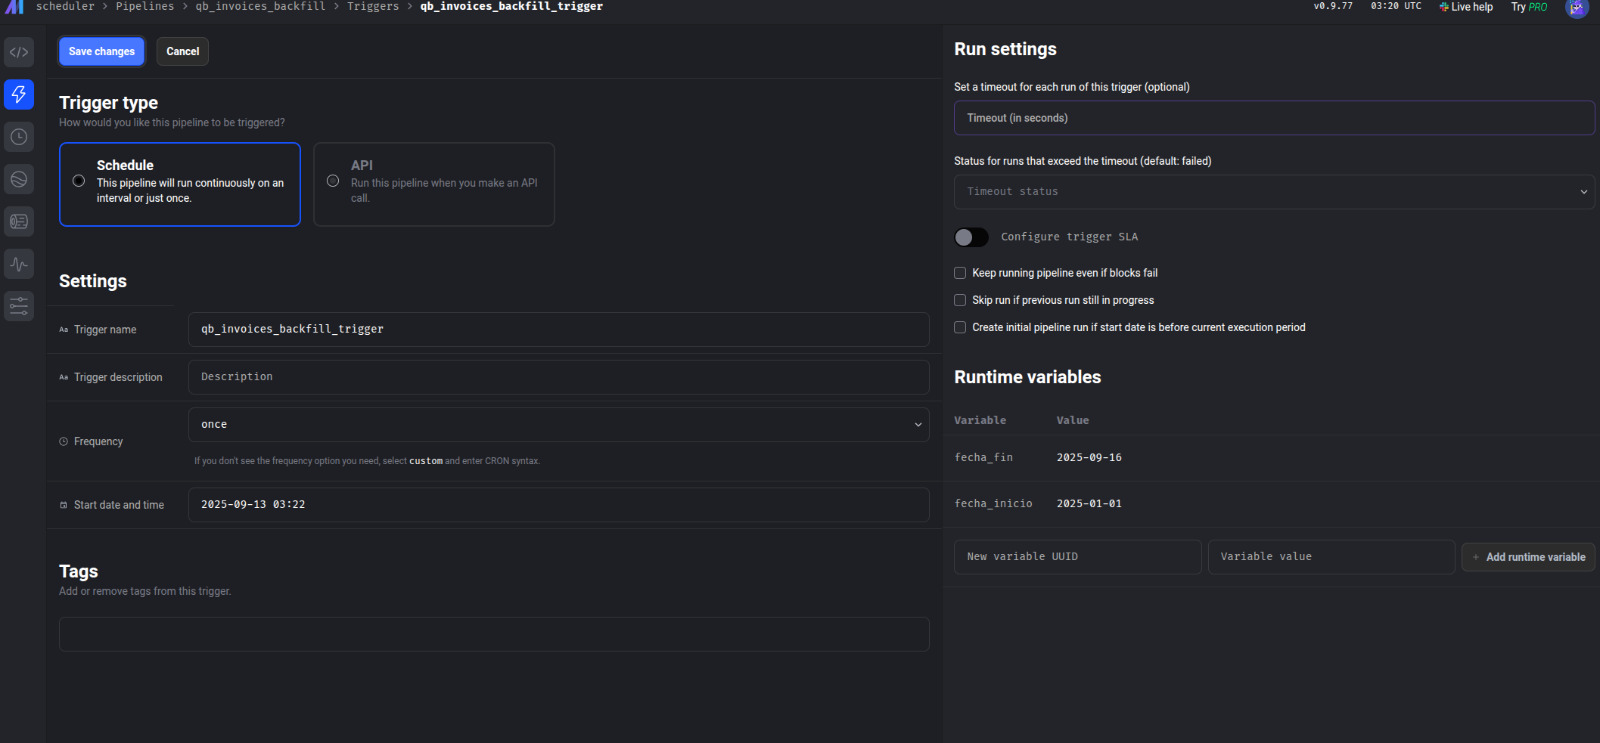 scheduler > Pipelines > qb_invoices_backfill > Triggers > qb_invoices_backfill_trigger
v0.9.77 03:20 UTC Live help Try PRO
Save changes Cancel
Trigger type
How would you like this pipeline to be triggered?
Schedule
This pipeline will run continuously on an
interval or just once.
API
Run this pipeline when you make an API
call.
Settings
Aa Trigger name qb_invoices_backfill_trigger
Aa Trigger description Description
Frequency once
If you don't see the frequency option you need, select custom and enter CRON syntax.
Start date and time 2025-09-13 03:22
Tags
Add or remove tags from this trigger.
Run settings
Set a timeout for each run of this trigger (optional)
Timeout (in seconds)
Status for runs that exceed the timeout (default: failed)
Timeout status
Configure trigger SLA
Keep running pipeline even if blocks fail
Skip run if previous run still in progress
Create initial pipeline run if start date is before current execution period
Runtime variables
Variable Value
fecha_fin 2025-09-16
fecha_inicio 2025-01-01
New variable UUID Variable value + Add runtime variable